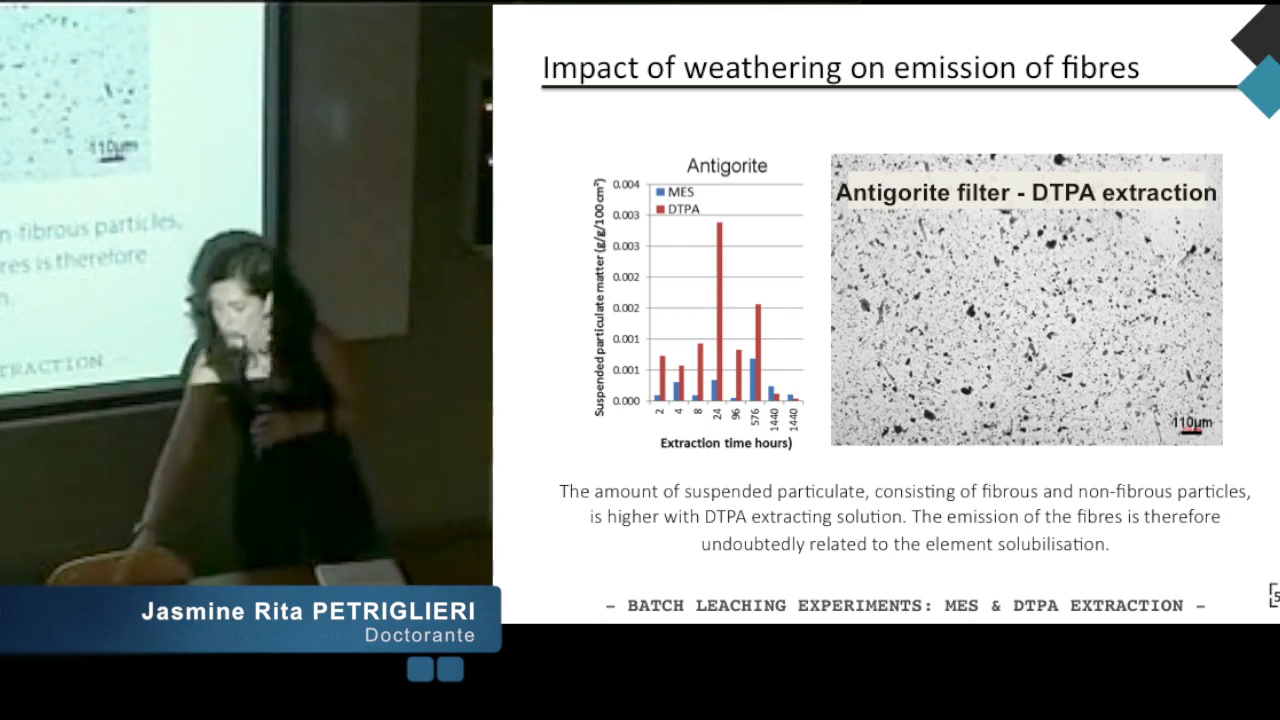 110µm
n-fibrous particles,
res is therefore
n.
TRACTION –
Jasmine Rita PETRIGLIERI
Doctorante
Impact of weathering on emission of fibres
Antigorite
MES
DTPA
Suspended particulate matter (g/g/100cm²)
0.004
0.003
0.003
0.002
0.002
0.001
0.001
0.000
2
4
8
24
96
576
1440
1440
Extraction time hours)
Antigorite filter - DTPA extraction
110µm
The amount of suspended particulate, consisting of fibrous and non-fibrous particles,
is higher with DTPA extracting solution. The emission of the fibres is therefore
undoubtedly related to the element solubilisation.
– BATCH LEACHING EXPERIMENTS: MES & DTPA EXTRACTION –